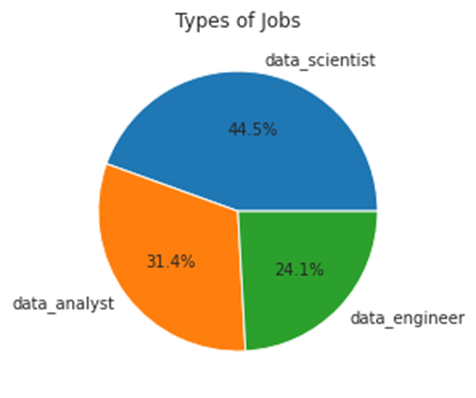 Types of Jobs
data_scientist
44.5%
31.4%
24.1%
data_analyst
data_engineer